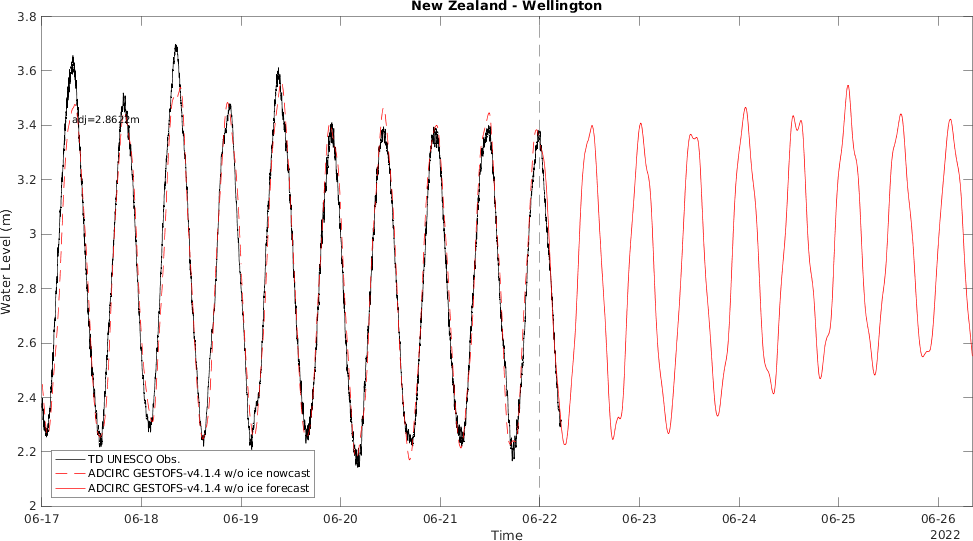 New Zealand - Wellington
3.8
3.6
3.4
3.2
3
2.8
2.6
2.4
2.2
2
Water Level (m)
adj=2.8622m
TD UNESCO Obs.
ADCIRC GESTOFS-v4.1.4 w/o ice nowcast
ADCIRC GESTOFS-v4.1.4 w/o ice forecast
06-17 06-18 06-19 06-20 06-21 06-22 06-23 06-24 06-25 06-26
Time
2022